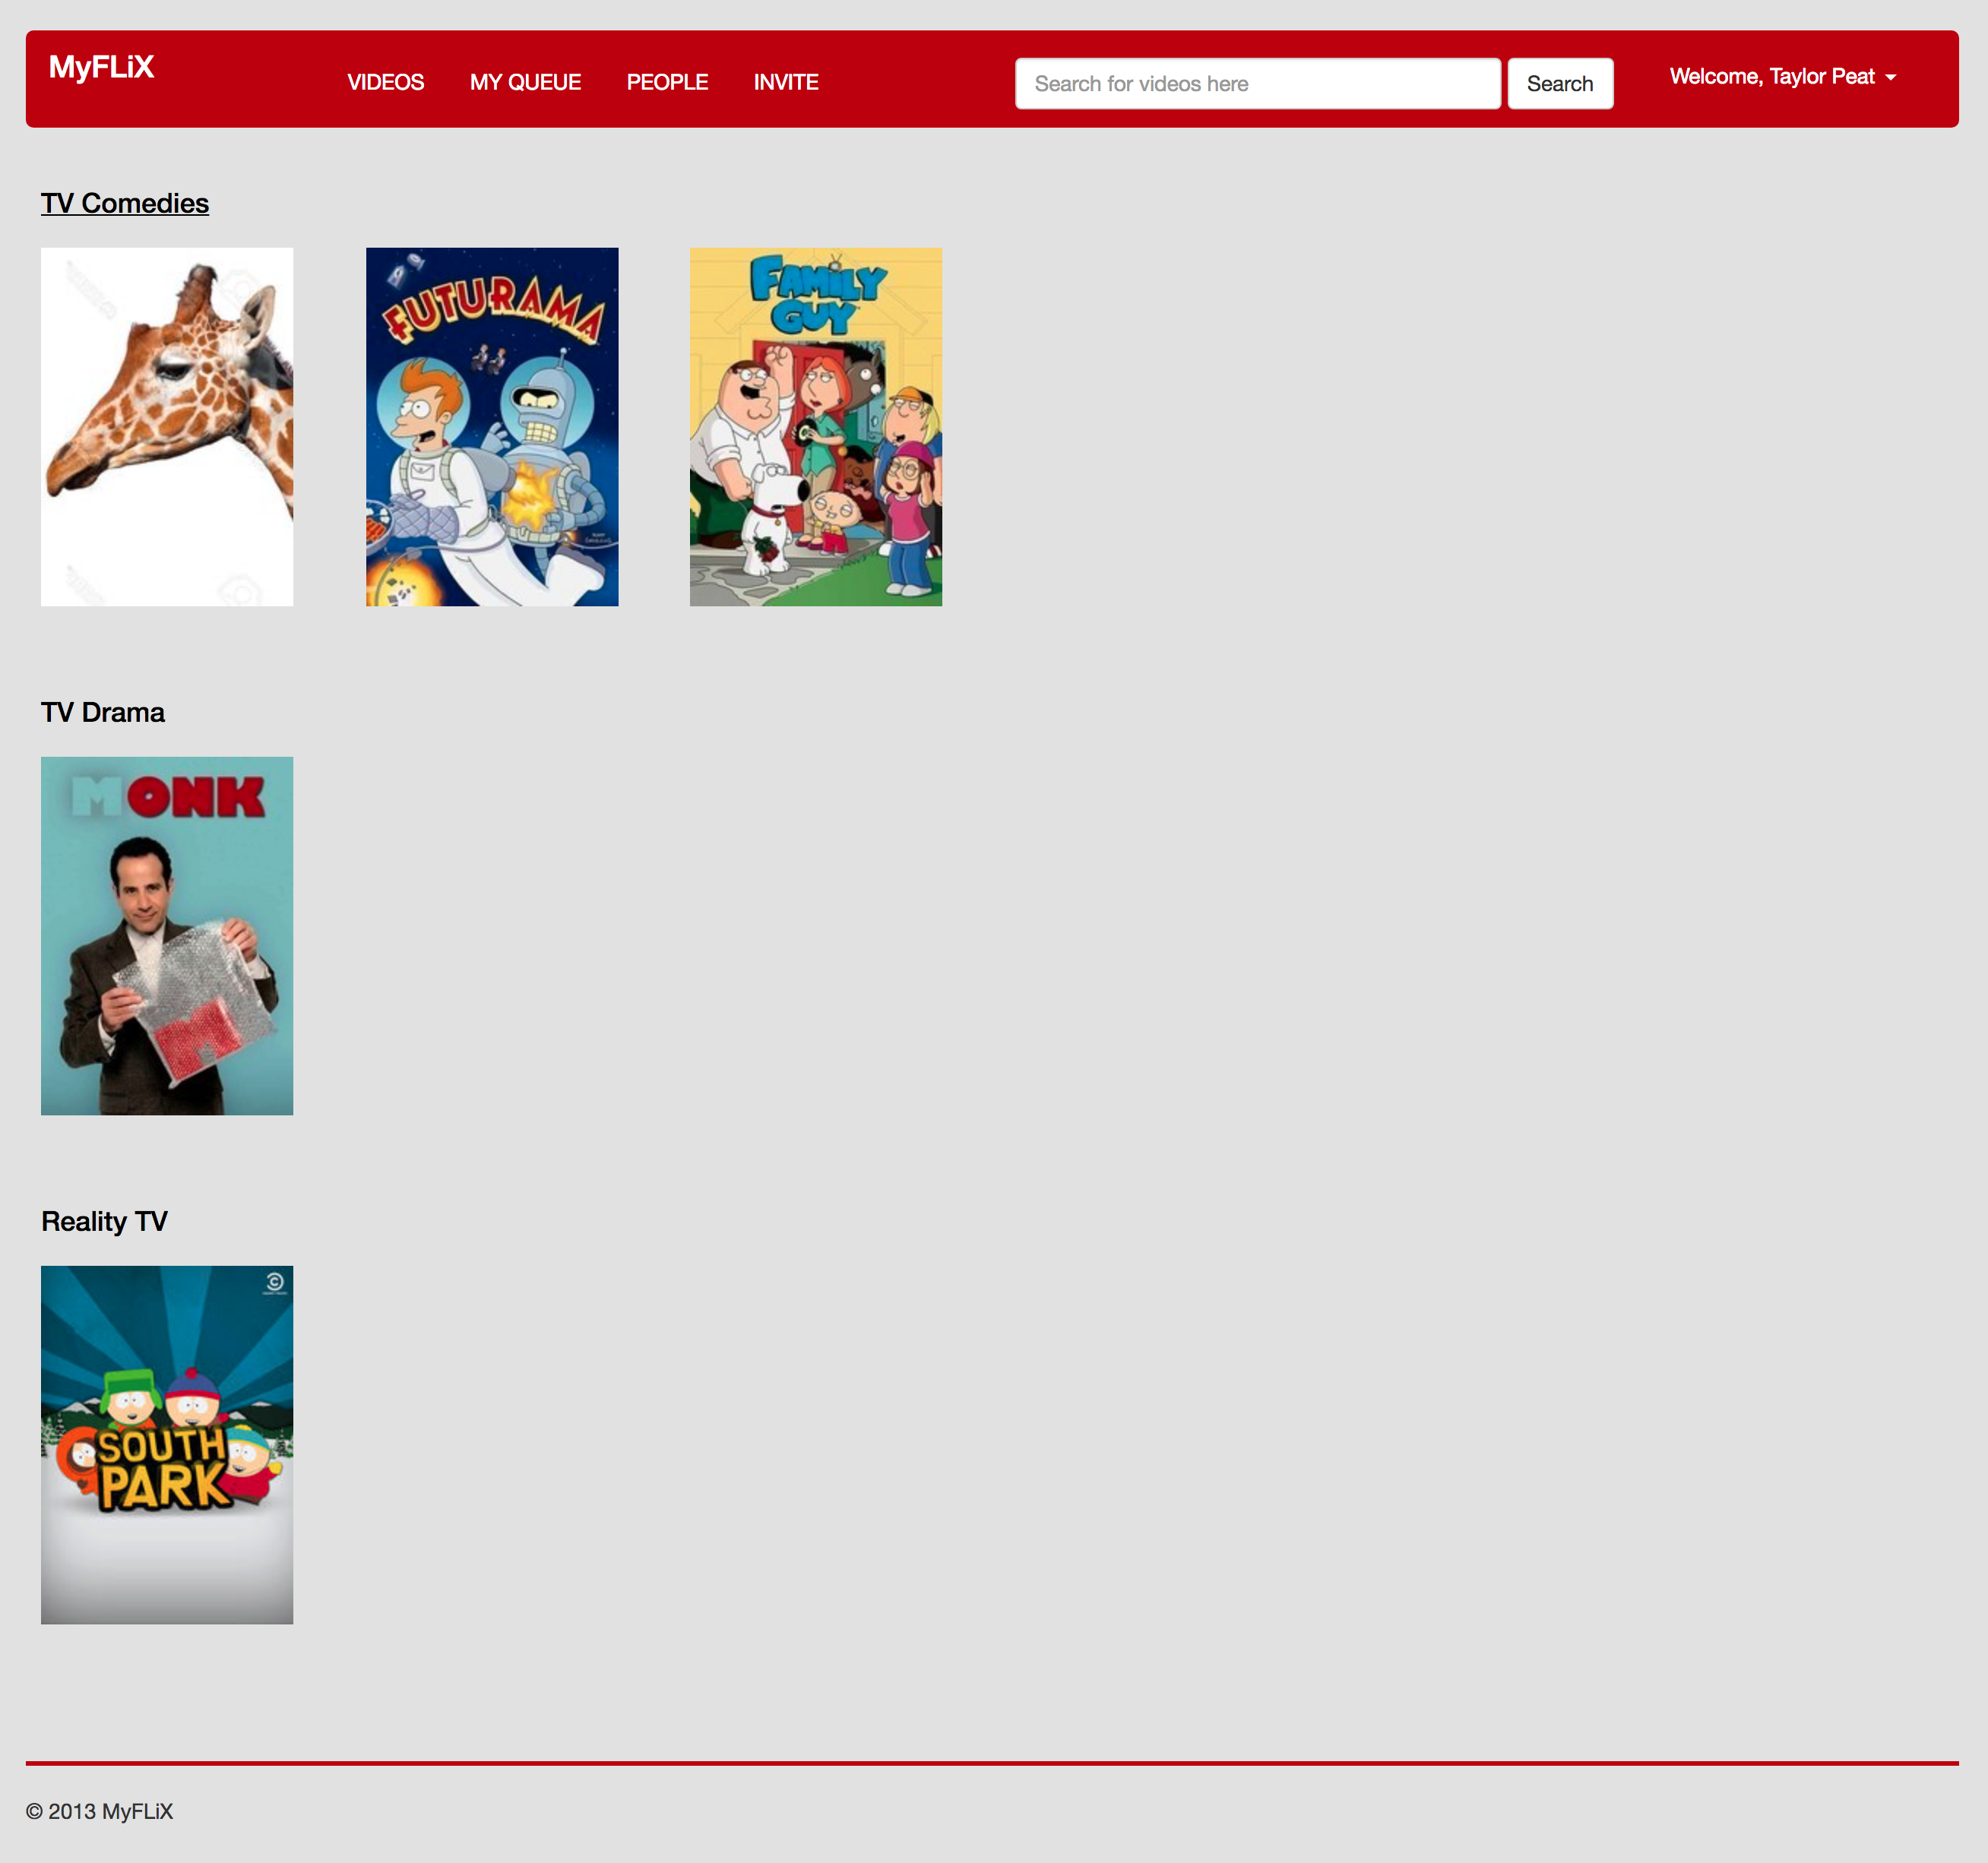 MyFLiX
VIDEOS MY QUEUE PEOPLE INVITE
Search for videos here
Search
Welcome, Taylor Peat
TV Comedies
FUTURAMA
FAMILY
GUY
TV Drama
MONK
M
Reality TV
SOUTH
PARK
© 2013 MyFLiX